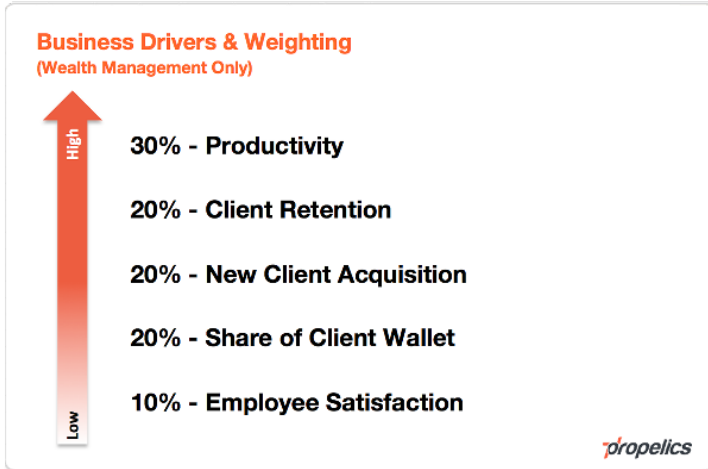 Business Drivers & Weighting
(Wealth Management Only)
High
30% - Productivity
20% - Client Retention
20% - New Client Acquisition
20% - Share of Client Wallet
10% - Employee Satisfaction
Low
propelics